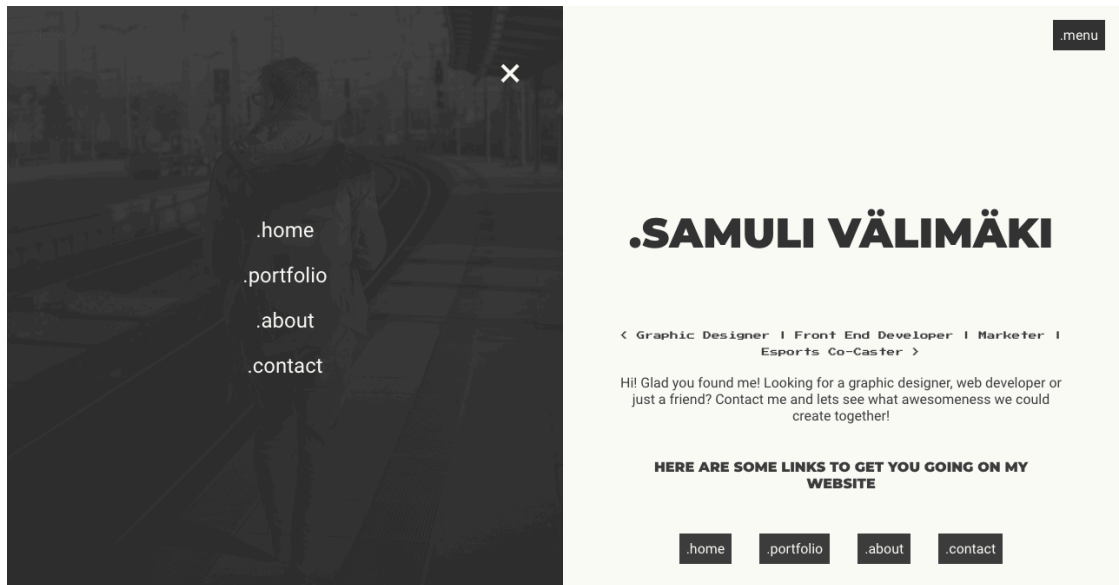 ×
.home
.portfolio
.about
.contact
.menu
.SAMULI VÄLIMÄKI
< Graphic Designer | Front End Developer | Marketer |
Esports Co-Caster >
Hi! Glad you found me! Looking for a graphic designer, web developer or
just a friend? Contact me and lets see what awesomeness we could
create together!
HERE ARE SOME LINKS TO GET YOU GOING ON MY
WEBSITE
.home .portfolio .about .contact